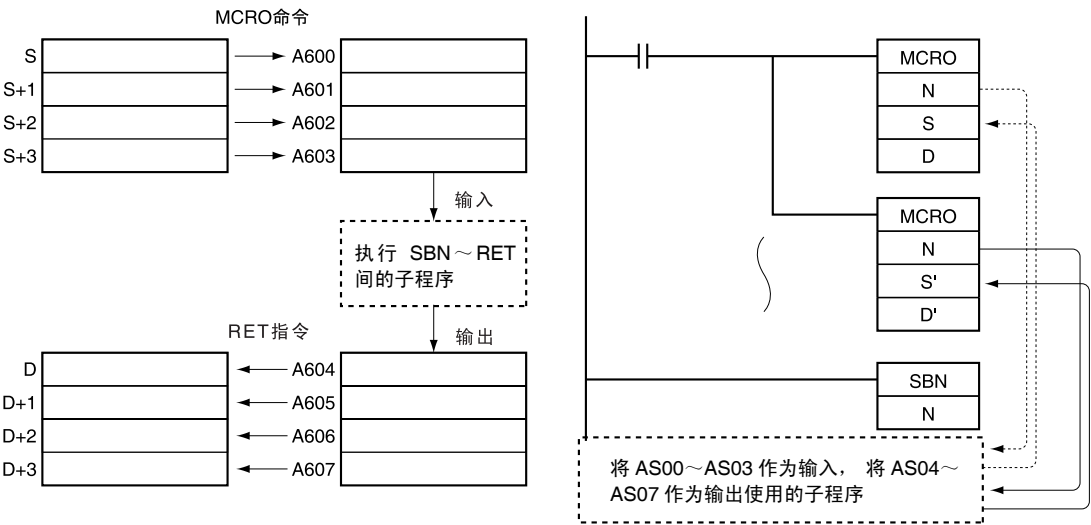 MCRO命令
S
S+1
S+2
S+3
A600
A601
A602
A603
输入
执行 SBN～RET
间的子程序
RET指令
输出
D
D+1
D+2
D+3
A604
A605
A606
A607
MCRO
N
S
D
MCRO
N
S'
D'
SBN
N
将 AS00～AS03 作为输入， 将 AS04～
AS07 作为输出使用的子程序